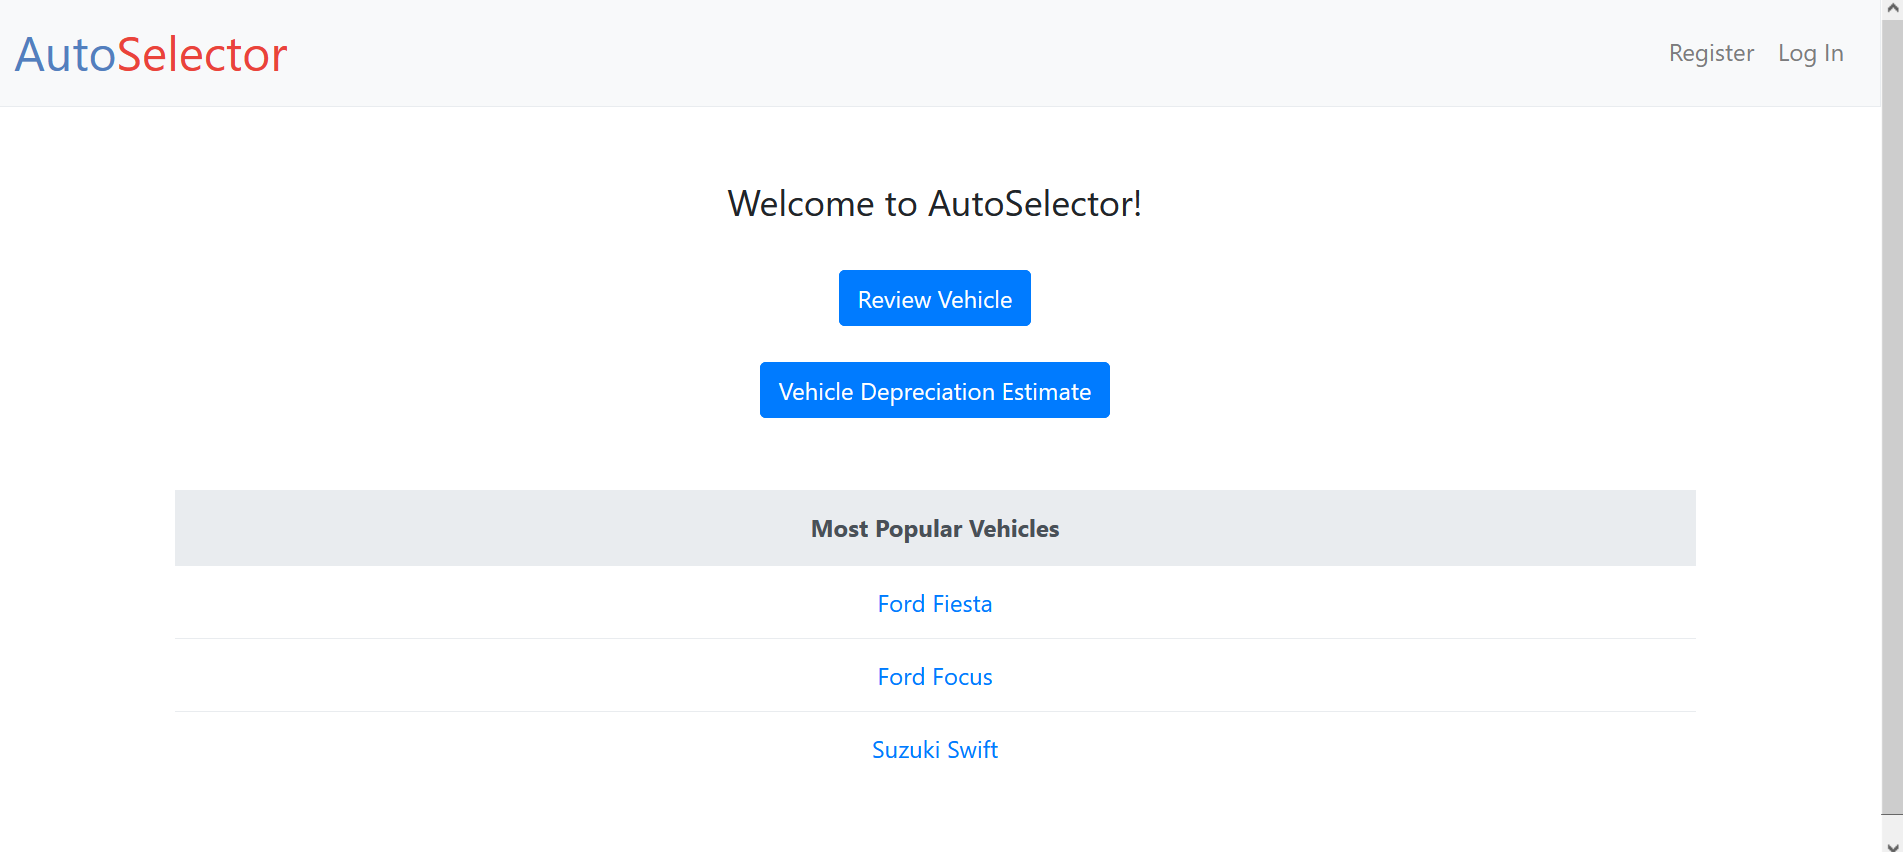 AutoSelector
Register Log In
Welcome to AutoSelector!
Review Vehicle
Vehicle Depreciation Estimate
Most Popular Vehicles
Ford Fiesta
Ford Focus
Suzuki Swift